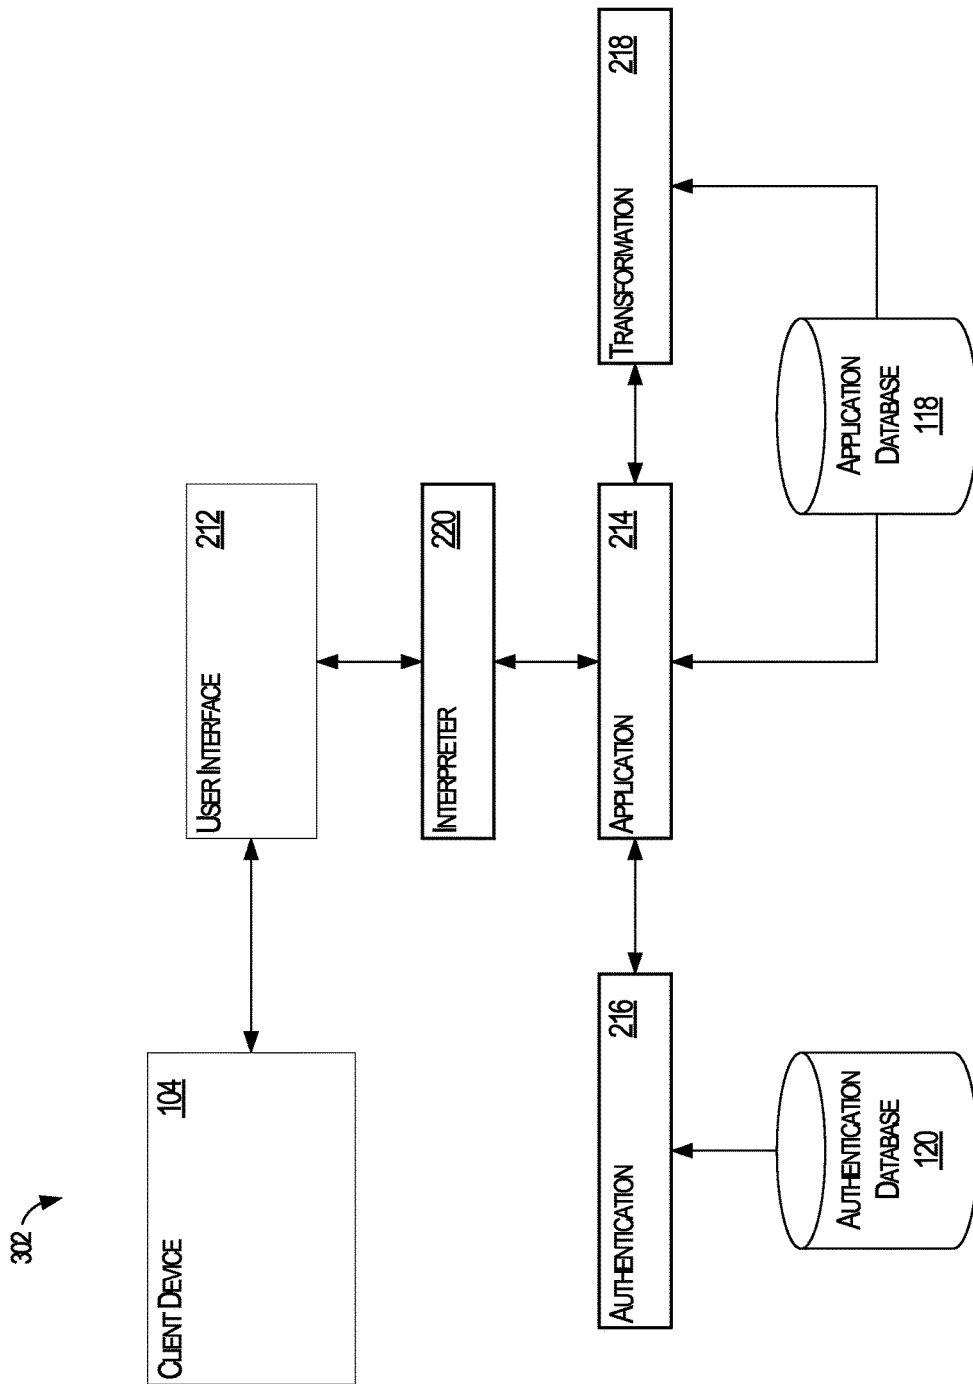 302
CLIENT DEVICE
104
USER INTERFACE
212
INTERPRETER
220
AUTHENTICATION
216
APPLICATION
214
TRANSFORMATION
218
AUTHENTICATION
DATABASE
120
APPLICATION
DATABASE
118